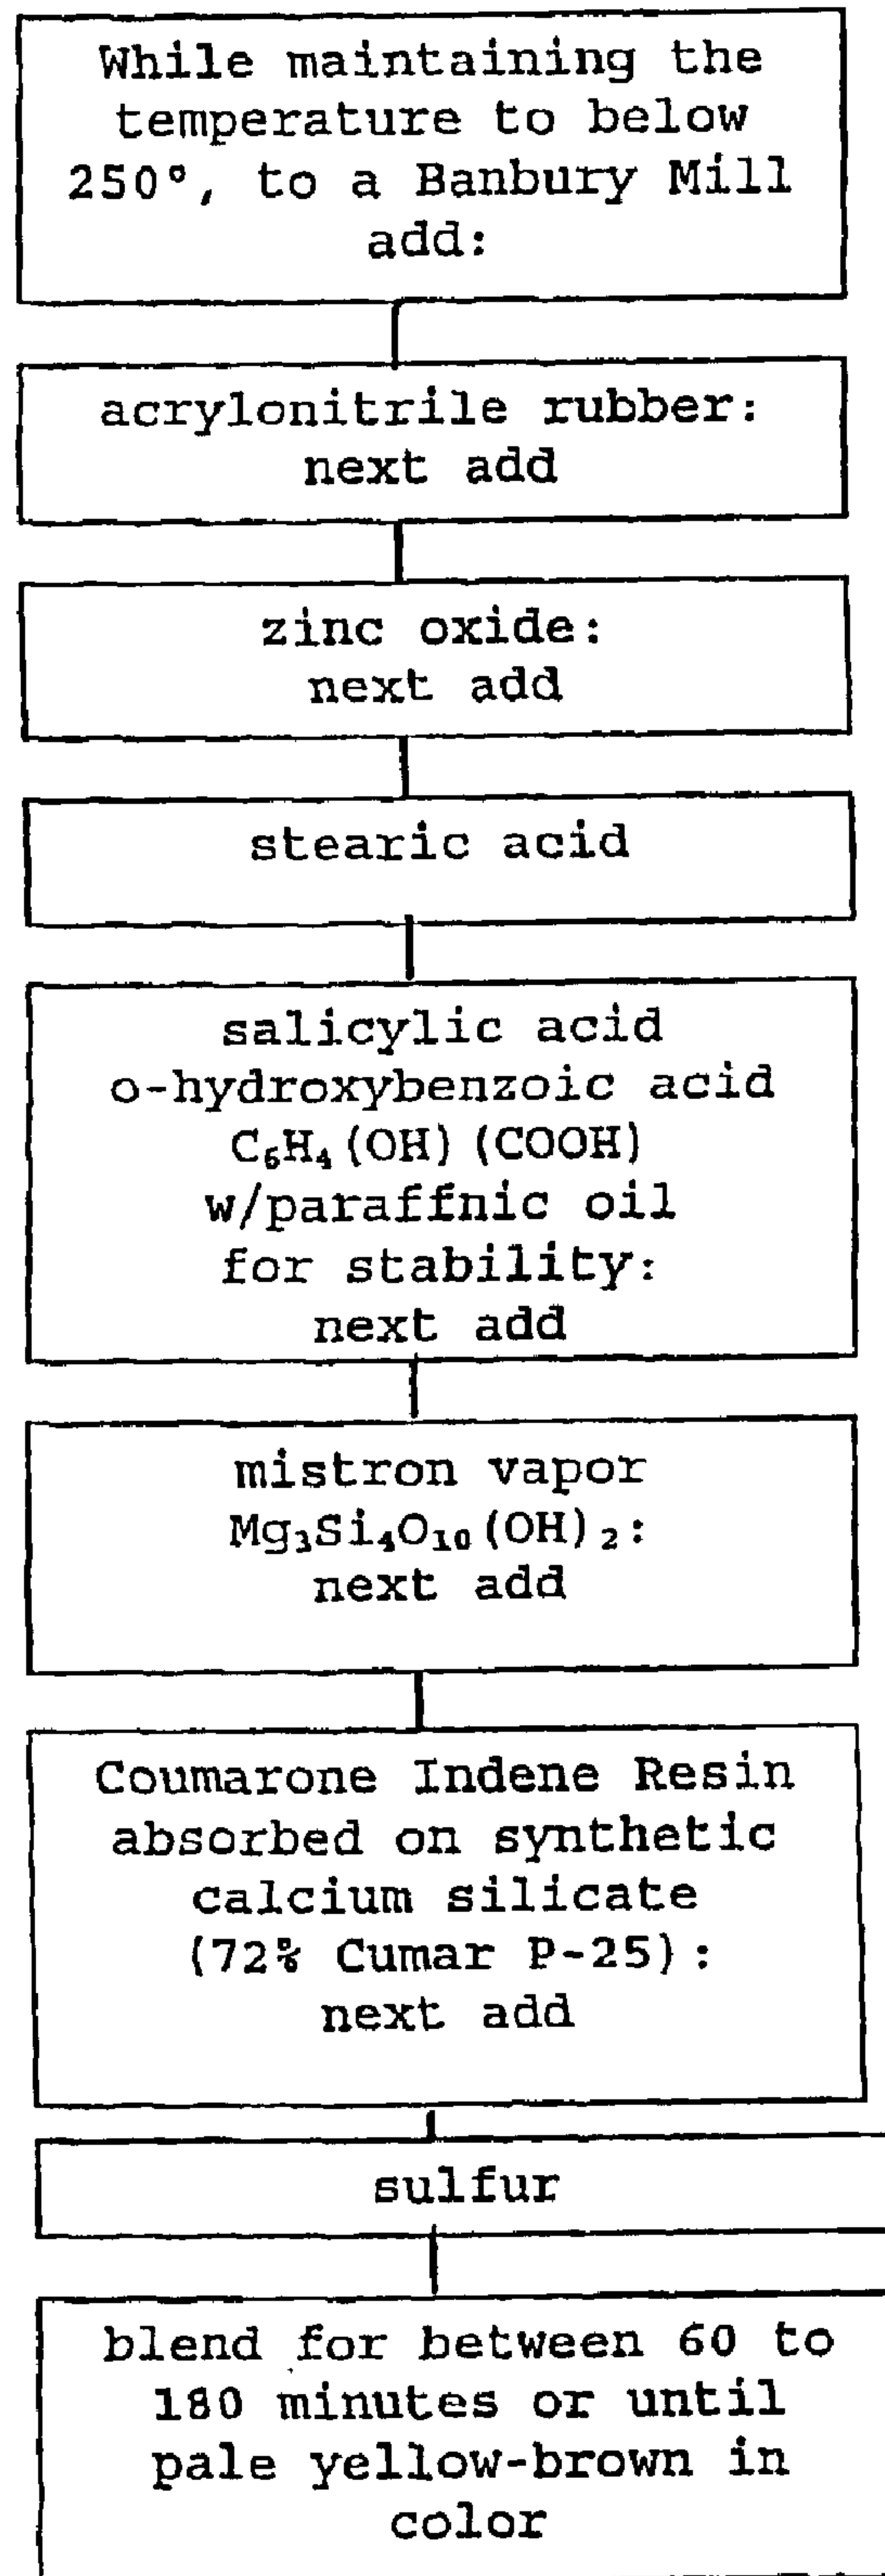 While maintaining the
temperature to below
250°, to a Banbury Mill
add:
acrylonitrile rubber:
next add
zinc oxide:
next add
stearic acid
salicylic acid
o-hydroxybenzoic acid
C₆H₄(OH)(COOH)
w/paraffnic oil
for stability:
next add
mistron vapor
Mg₃Si₄O₁₀(OH)₂:
next add
Coumarone Indene Resin
absorbed on synthetic
calcium silicate
(72% Cumar P-25):
next add
sulfur
blend for between 60 to
180 minutes or until
pale yellow-brown in
color